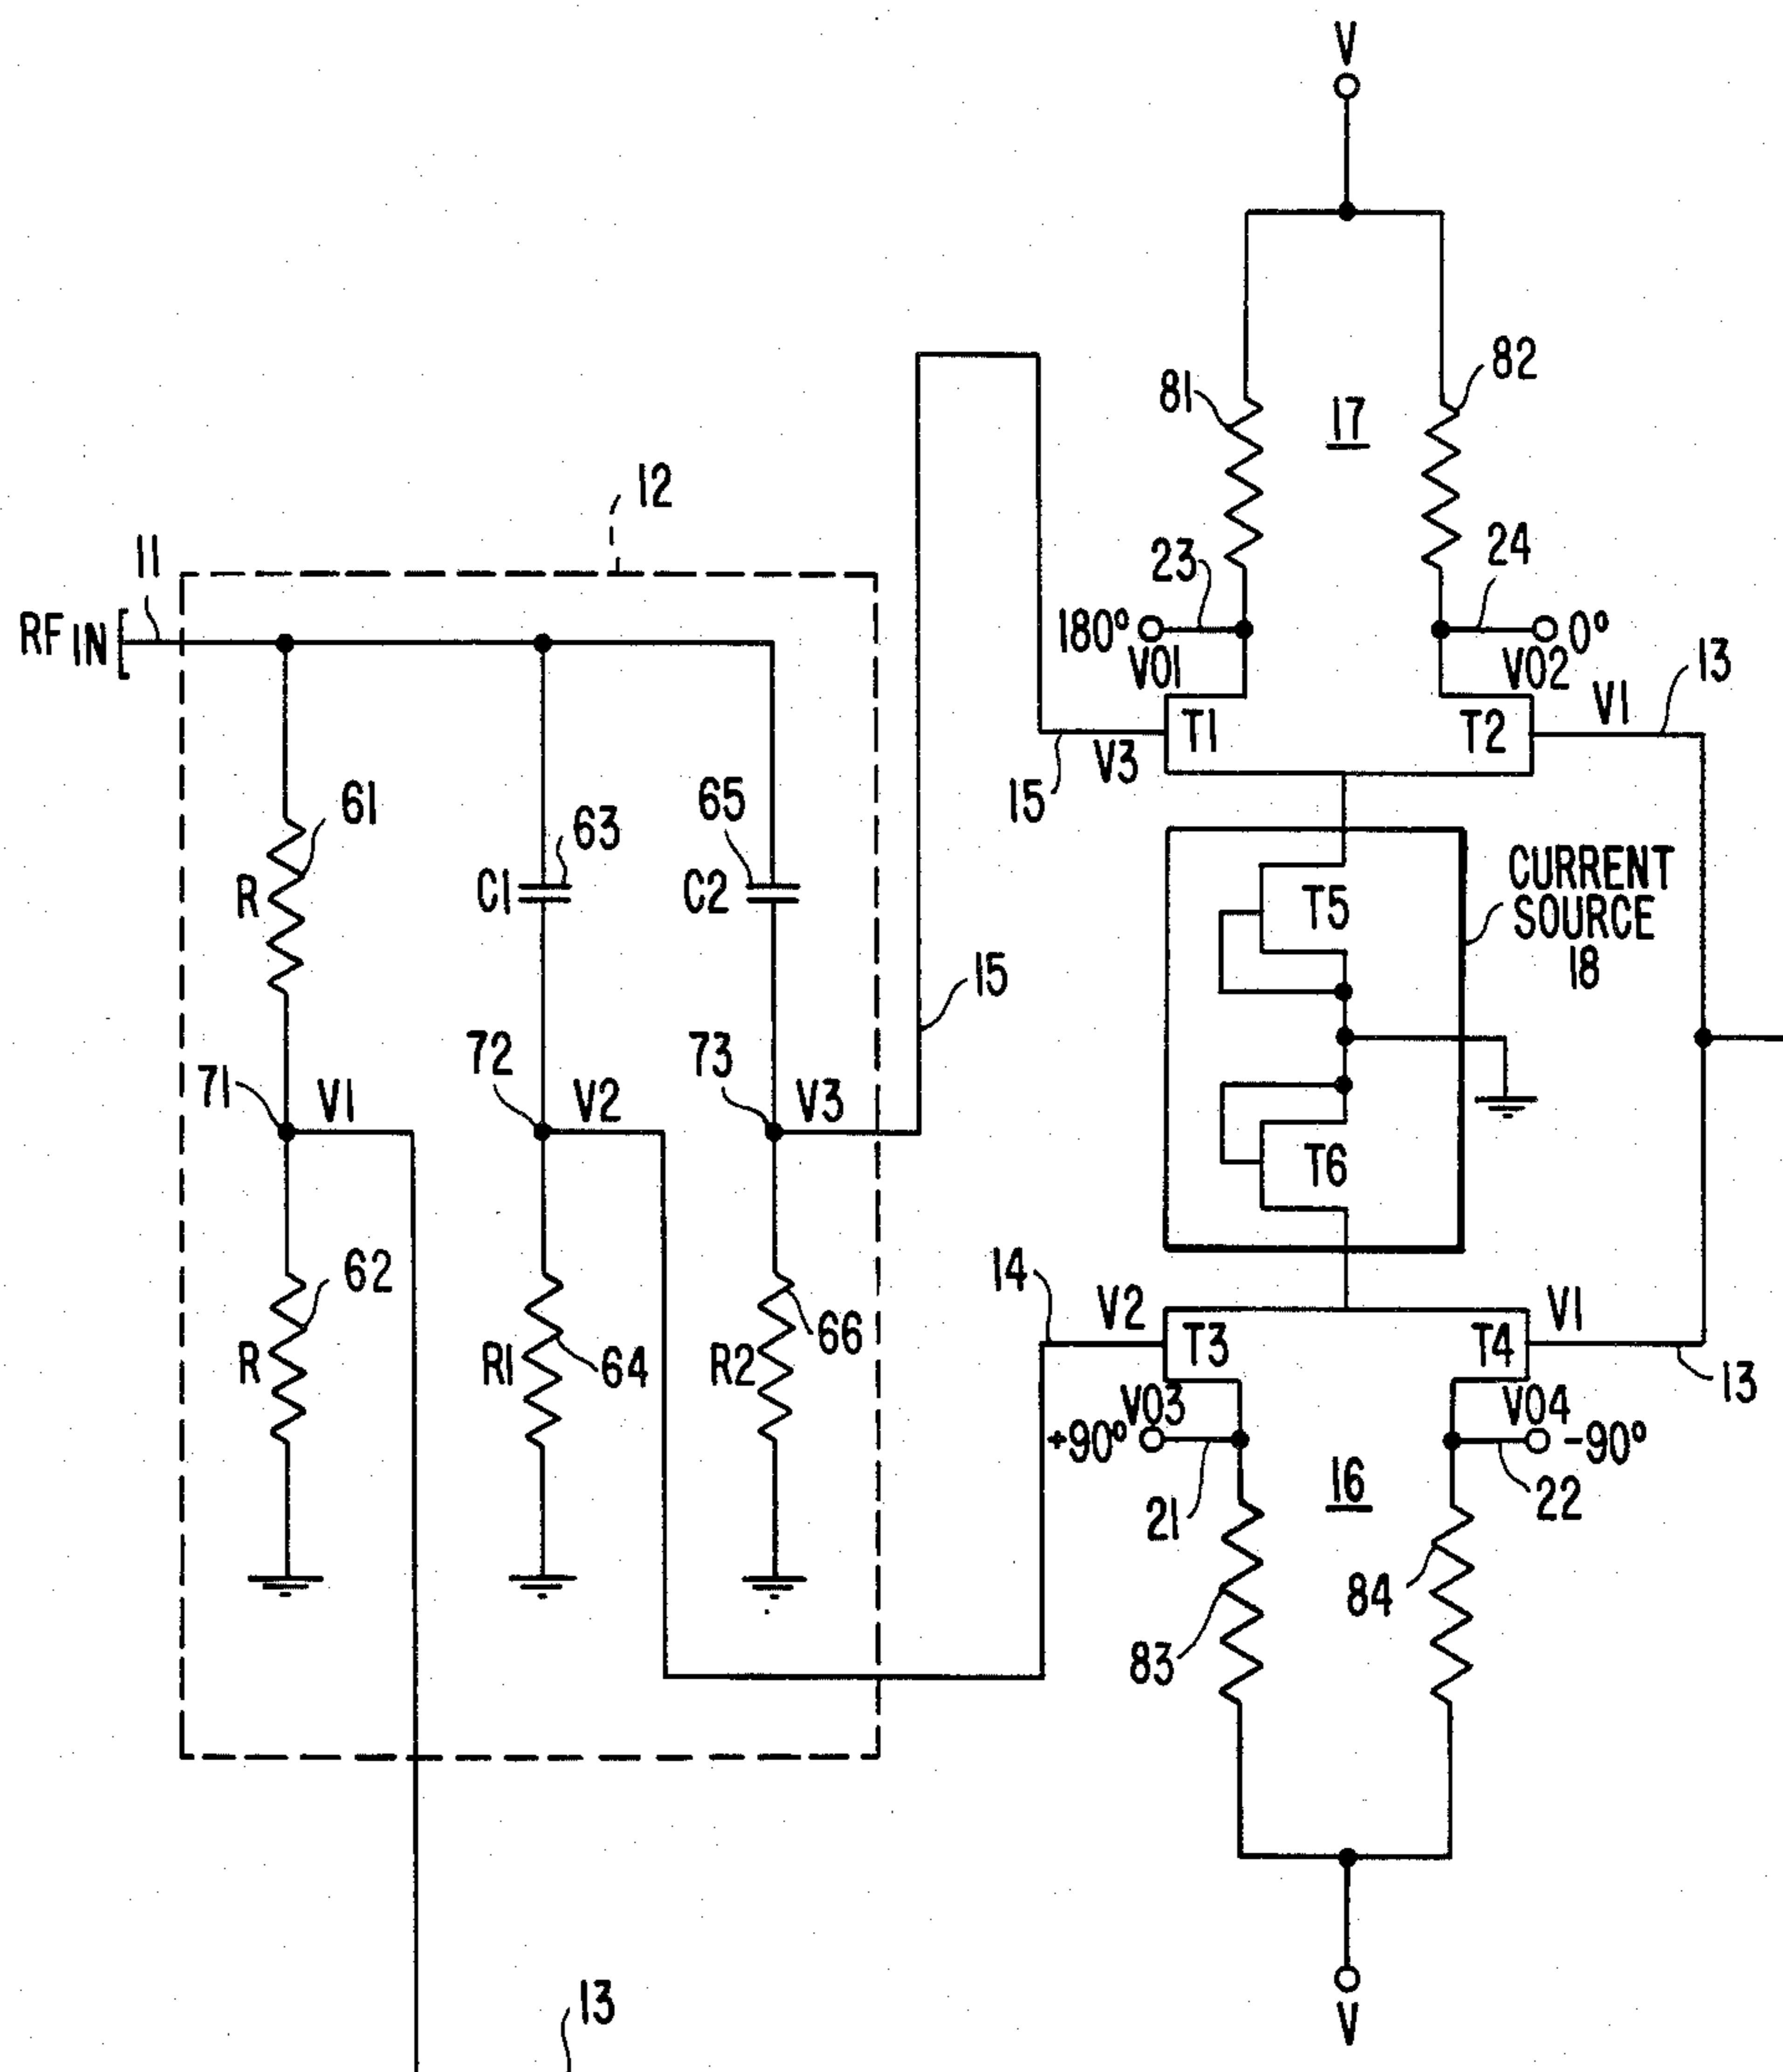 V
82
81
17
12
11
23
24
RF IN
180°
0°
V01
V02
13
V1
T1
T2
V3
15
61
63
65
R
C1
C2
CURRENT
SOURCE
18
T5
15
72
73
71
V1
V2
V3
T6
62
14
V2
V1
66
T3
T4
R
R1
64
R2
13
V03
V04
+90°
-90°
16
21
22
84
83
13
V